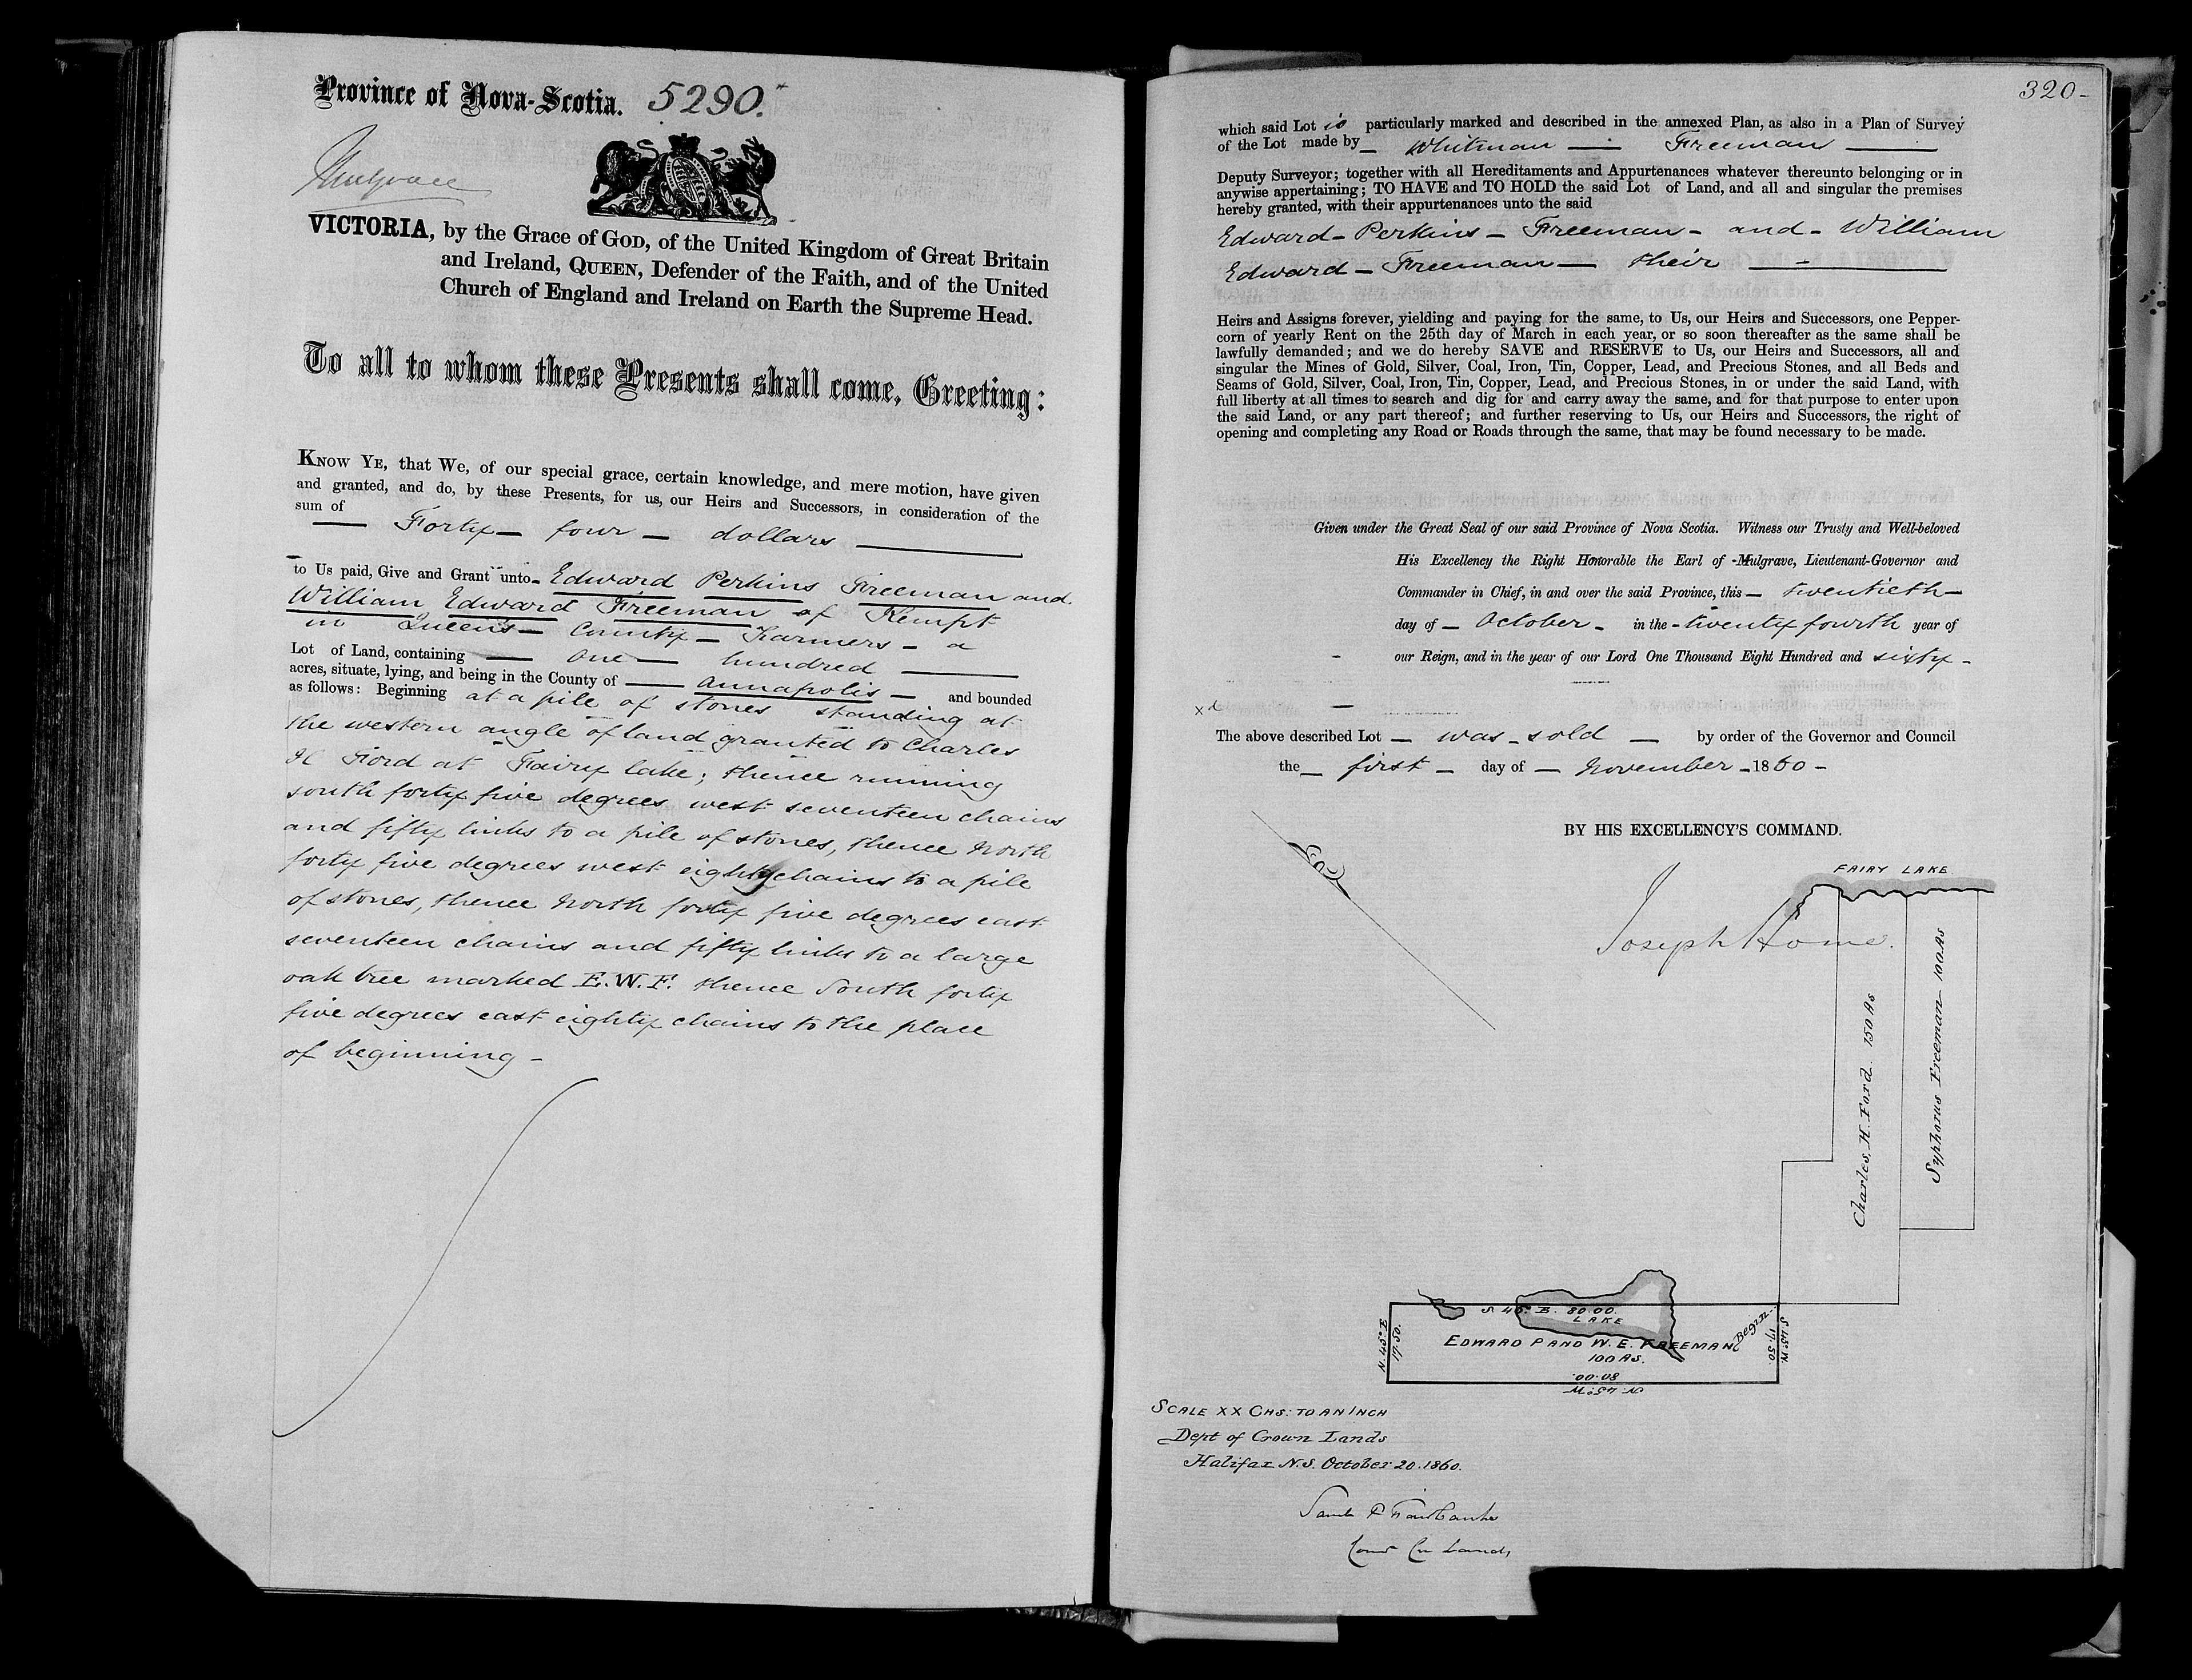 Province of Nova-Scotia. 5290.
Mulgrave
VICTORIA, by the Grace of GOD, of the United Kingdom of Great Britain
and Ireland, QUEEN, Defender of the Faith, and of the United
Church of England and Ireland on Earth the Supreme Head.
To all to whom these Presents shall come, Greeting:
KNOW YE, that We, of our special grace, certain knowledge, and mere motion, have given
and granted, and do, by these Presents, for us, our Heirs and Successors, in consideration of the
sum of
— Forty — four — dollars —
to Us paid, Give and Grant unto - Edward Perkins Freeman and
William Edward Freeman of Kempt
in Queen's — County — Farmers — a
Lot of Land, containing — one — hundred —
acres, situate, lying, and being in the County of — Annapolis — and bounded
as follows: Beginning at a pile of stones standing at
the western angle of land granted to Charles
H Ford at Fairy lake; thence running
south forty five degrees west seventeen chains
and fifty links to a pile of stones, thence North
forty five degrees west eighty chains to a pile
of stones, thence North forty five degrees east
seventeen chains and fifty links to a large
oak tree marked E.W.F. thence South forty
five degrees east eighty chains to the place
of beginning -
320-
which said Lot is particularly marked and described in the annexed Plan, as also in a Plan of Survey
of the Lot made by - Whitman — Freeman —
Deputy Surveyor; together with all Hereditaments and Appurtenances whatever thereunto belonging or in
anywise appertaining; TO HAVE and TO HOLD the said Lot of Land, and all and singular the premises
hereby granted, with their appurtenances unto the said
Edward - Perkins - Freeman - and - William
Edward - Freeman — their —
Heirs and Assigns forever, yielding and paying for the same, to Us, our Heirs and Successors, one Pepper-
corn of yearly Rent on the 25th day of March in each year, or so soon thereafter as the same shall be
lawfully demanded; and we do hereby SAVE and RESERVE to Us, our Heirs and Successors, all and
singular the Mines of Gold, Silver, Coal, Iron, Tin, Copper, Lead, and Precious Stones, and all Beds and
Seams of Gold, Silver, Coal, Iron, Tin, Copper, Lead, and Precious Stones, in or under the said Land, with
full liberty at all times to search and dig for and carry away the same, and for that purpose to enter upon
the said Land, or any part thereof; and further reserving to Us, our Heirs and Successors, the right of
opening and completing any Road or Roads through the same, that may be found necessary to be made.
Given under the Great Seal of our said Province of Nova Scotia. Witness our Trusty and Well-beloved
His Excellency the Right Honorable the Earl of Mulgrave, Lieutenant-Governor and
Commander in Chief, in and over the said Province, this — twentieth —
day of — October — in the - twenty fourth year of
our Reign, and in the year of our Lord One Thousand Eight Hundred and sixty -
The above described Lot — was - sold — by order of the Governor and Council
the — first — day of — November - 1860 -
BY HIS EXCELLENCY'S COMMAND.
Joseph Howe.
FAIRY LAKE
Charles, H. Ford. 150 As
Sypharus Freeman 100 As
S. 45° E. 80.00.
LAKE
Begin.
N. 45° E
17.50.
S. 45° W.
17.50.
EDWARD P AND W. E. FREEMAN
100 AS.
80.00.
N. 45° W.
SCALE XX CHS: TO AN INCH
Dept of Crown Lands
Halifax N.S. October 20. 1860.
Saml P Fairbanks
Comr Cn Lands